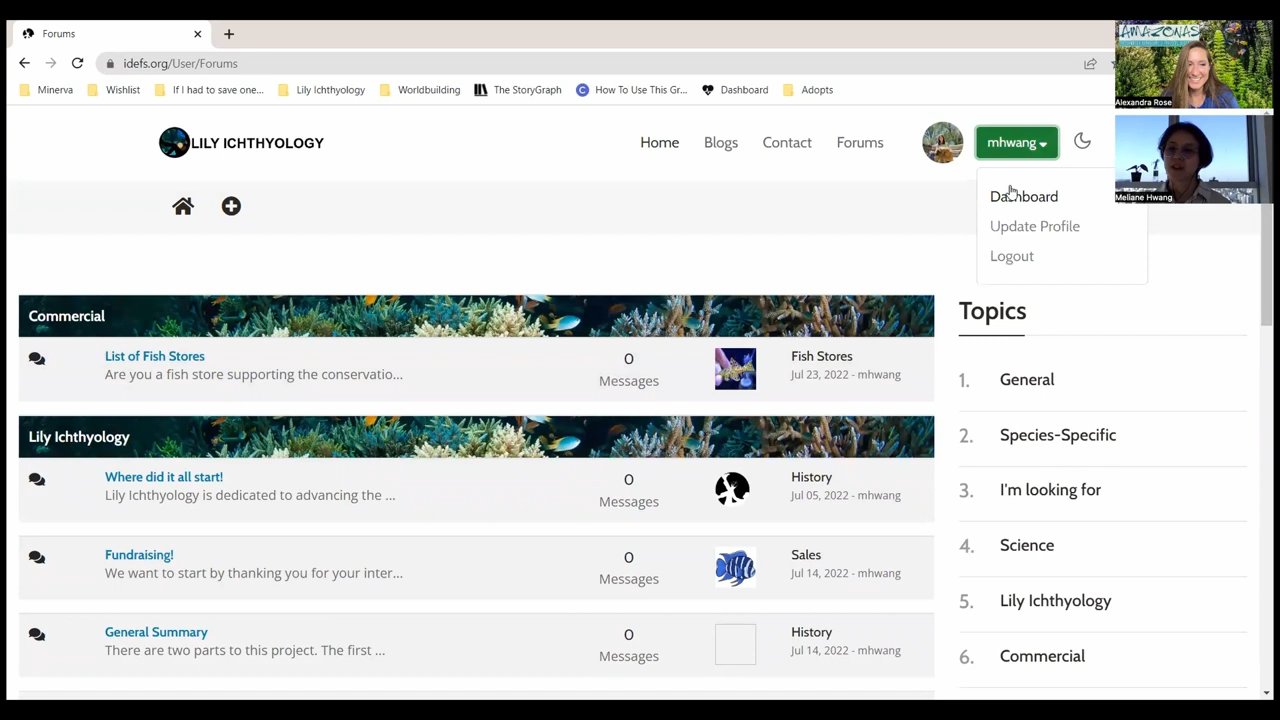 Forums
idefs.org/User/Forums
Minerva
Wishlist
If I had to save one...
Lily Ichthyology
Worldbuilding
The StoryGraph
How To Use This Gr...
Dashboard
Adopts
AMAZONAS
Alexandra Rose
Meliane Hwang
LILY ICHTHYOLOGY
Home
Blogs
Contact
Forums
mhwang
Dashboard
Update Profile
Logout
Commercial
List of Fish Stores
Are you a fish store supporting the conservatio...
0
Messages
Fish Stores
Jul 23, 2022 - mhwang
Lily Ichthyology
Where did it all start!
Lily Ichthyology is dedicated to advancing the ...
0
Messages
History
Jul 05, 2022 - mhwang
Fundraising!
We want to start by thanking you for your inter...
0
Messages
Sales
Jul 14, 2022 - mhwang
General Summary
There are two parts to this project. The first ...
0
Messages
History
Jul 14, 2022 - mhwang
Topics
1. General
2. Species-Specific
3. I'm looking for
4. Science
5. Lily Ichthyology
6. Commercial